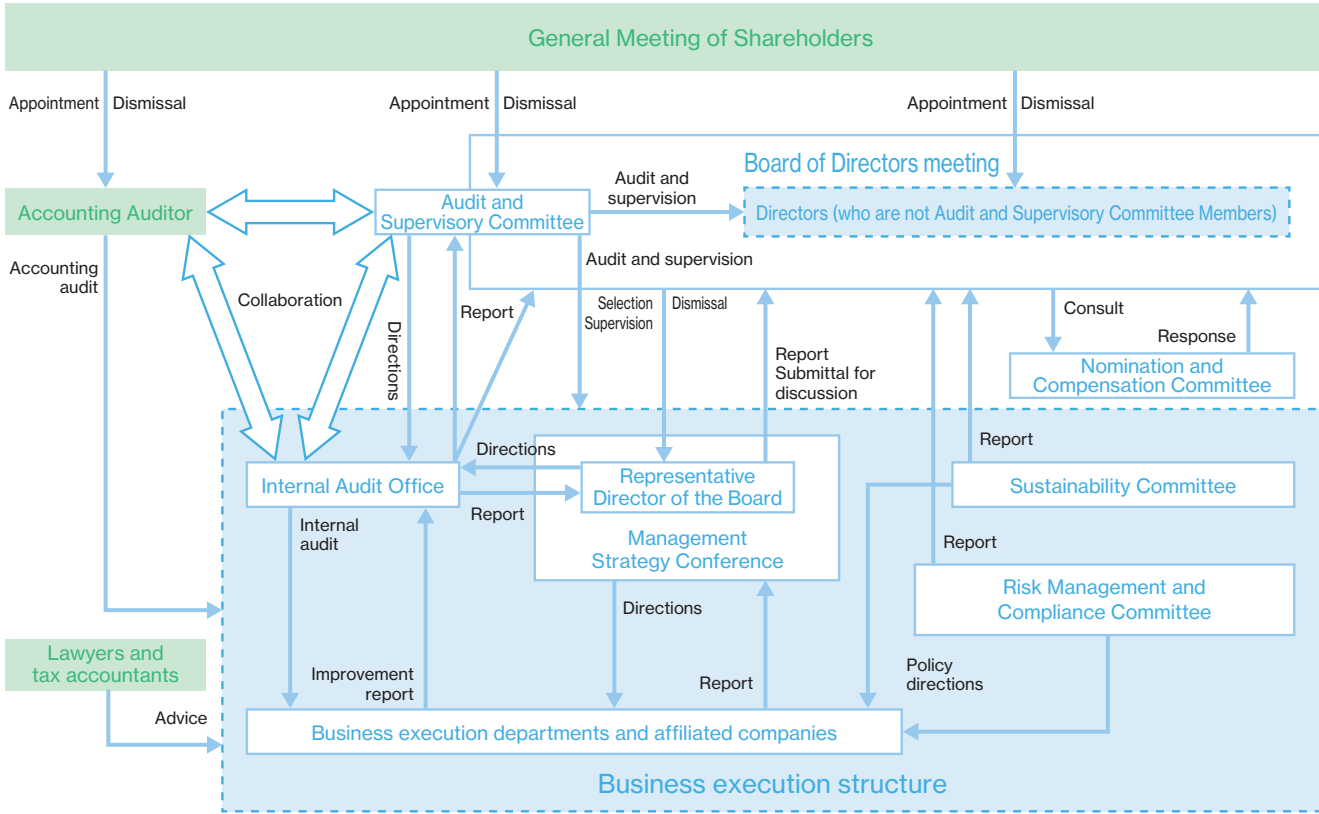 General Meeting of Shareholders
Appointment Dismissal
Appointment Dismissal
Appointment Dismissal
Board of Directors meeting
Accounting Auditor
Audit and
Supervisory Committee
Audit and
supervision
Directors (who are not Audit and Supervisory Committee Members)
Accounting
audit
Collaboration
Directions
Report
Audit and supervision
Selection
Supervision
Dismissal
Report
Submittal for
discussion
Consult
Response
Nomination and
Compensation Committee
Internal Audit Office
Directions
Report
Representative
Director of the Board
Management
Strategy Conference
Report
Sustainability Committee
Report
Risk Management and
Compliance Committee
Internal
audit
Improvement
report
Directions
Report
Policy
directions
Lawyers and
tax accountants
Advice
Business execution departments and affiliated companies
Business execution structure